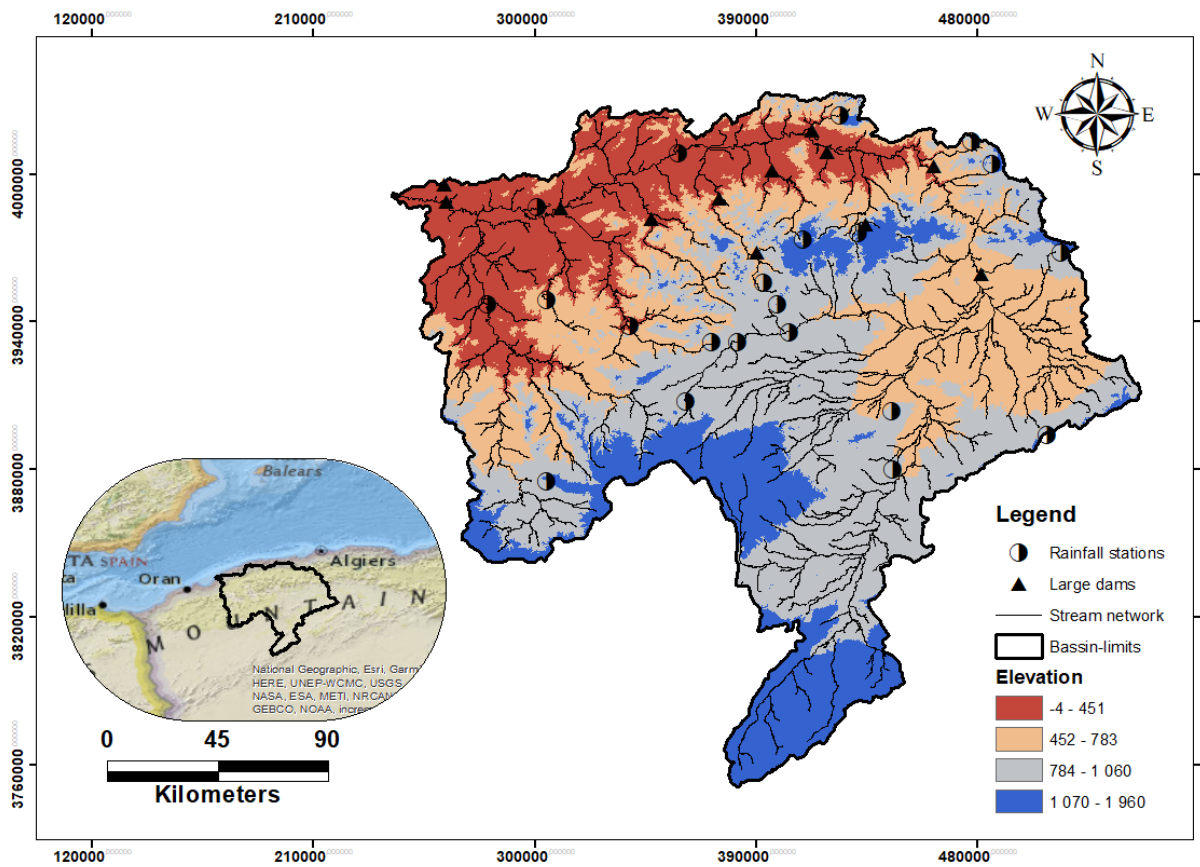 120000 210000 300000 390000 480000
N
W E
S
4000000
3940000
3880000
3820000
3760000
Balears
TA SPAIN
ta Oran Algiers
lilla
MOUNTAIN
National Geographic, Esri, Garm
HERE, UNEP-WCMC, USGS,
NASA, ESA, METI, NRCAN
GEBCO, NOAA, increm
0 45 90
Kilometers
Legend
Rainfall stations
Large dams
Stream network
Bassin-limits
Elevation
-4 - 451
452 - 783
784 - 1 060
1 070 - 1 960
120000 210000 300000 390000 480000